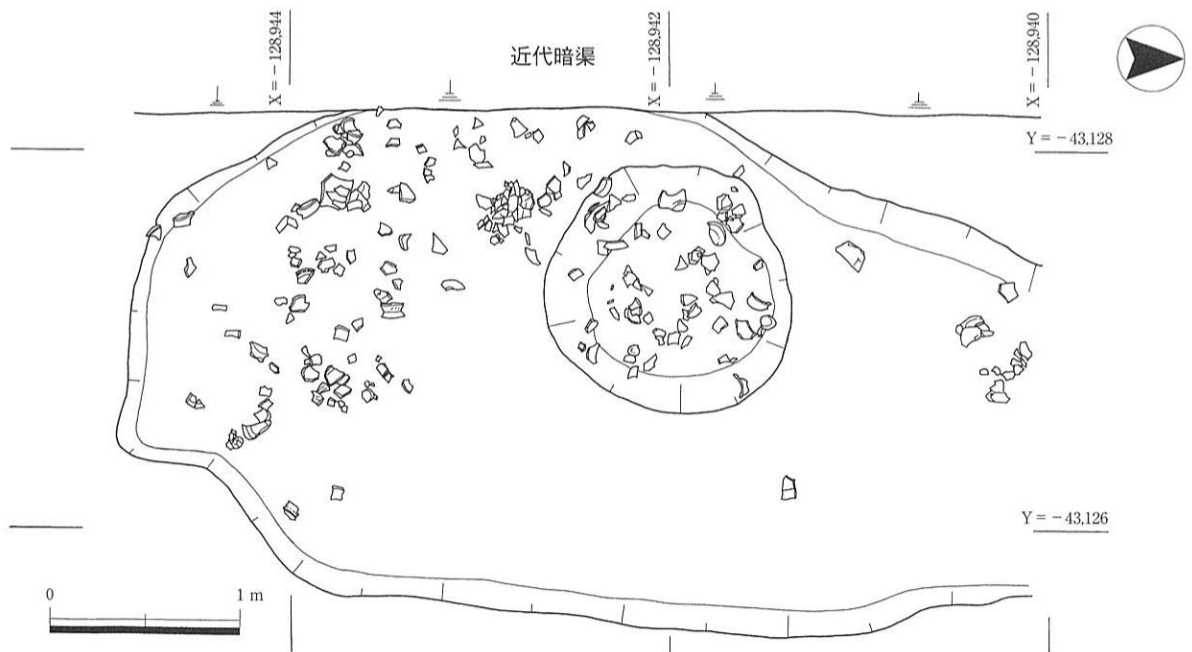 X = −128,944
近代暗渠
X = −128,942
X = −128,940
Y = −43,128
Y = −43,126
0
1 m